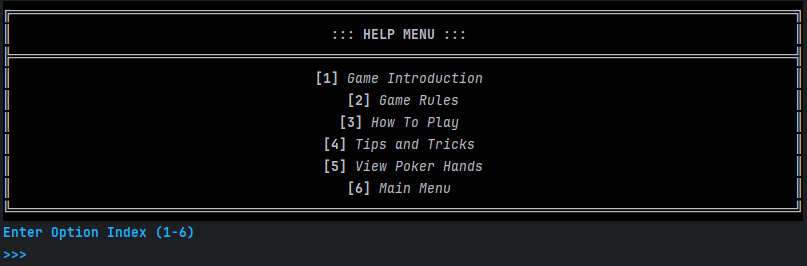 ::: HELP MENU :::
[1] Game Introduction
[2] Game Rules
[3] How To Play
[4] Tips and Tricks
[5] View Poker Hands
[6] Main Menu
Enter Option Index (1-6)
>>>